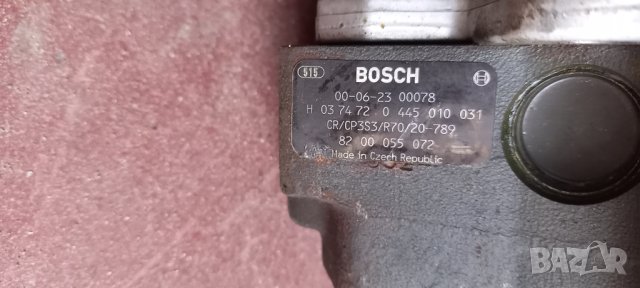 515 BOSCH
00-06-23 00078
H 03 74 72 0 445 010 031
CR/CP3S3/R70/20-789
82 00 055 072
Made in Czech Republic
BAZAR